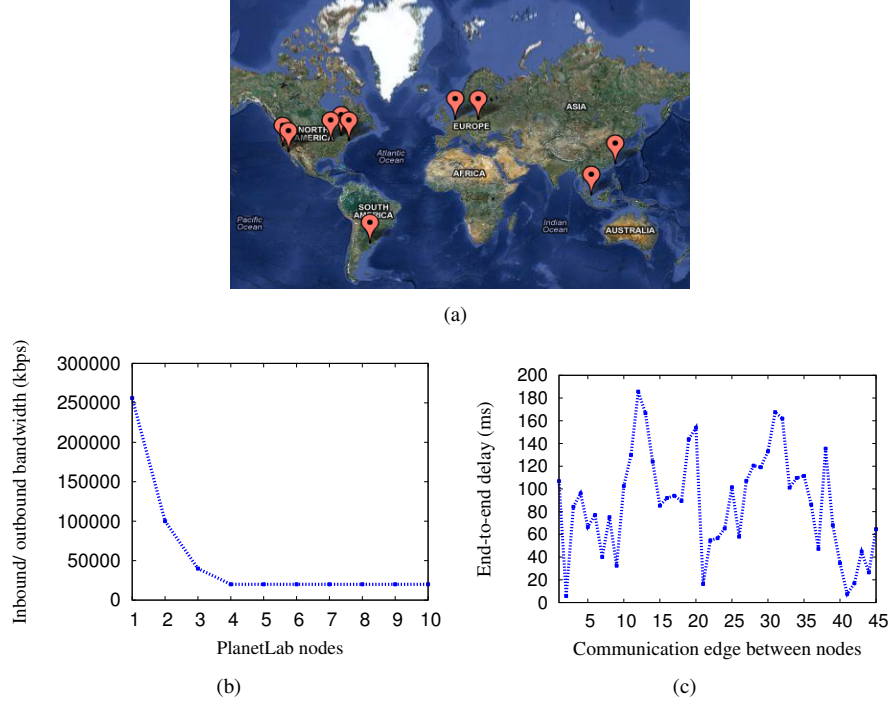 ASIA
EUROPE
NORTH
AMERICA
Atlantic
Ocean
AFRICA
SOUTH
AMERICA
Pacific
Ocean
Indian
Ocean
AUSTRALIA
(a)
Inbound/ outbound bandwidth (kbps)
300000
250000
200000
150000
100000
50000
0
1 2 3 4 5 6 7 8 9 10
PlanetLab nodes
(b)
End-to-end delay (ms)
200
180
160
140
120
100
80
60
40
20
0
5 10 15 20 25 30 35 40 45
Communication edge between nodes
(c)